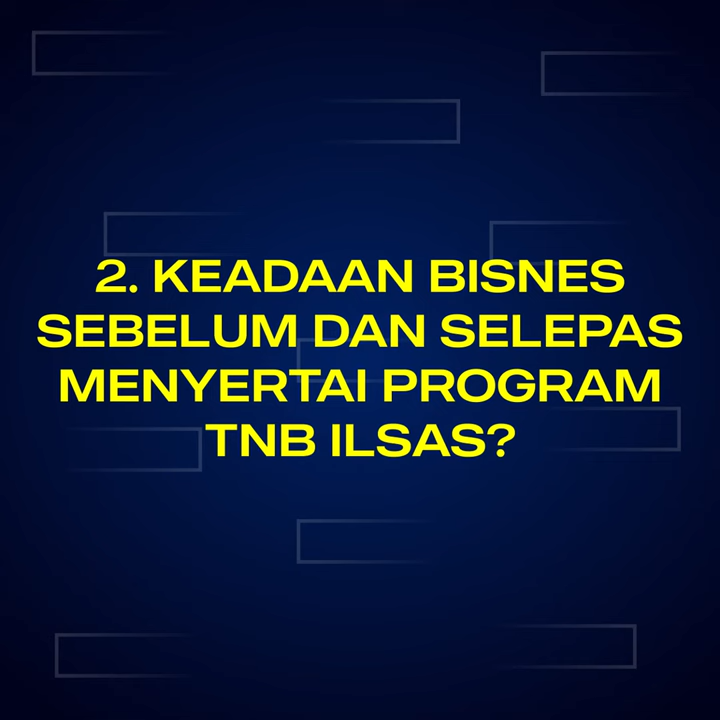 2. KEADAAN BISNES
SEBELUM DAN SELEPAS
MENYERTAI PROGRAM
TNB ILSAS?